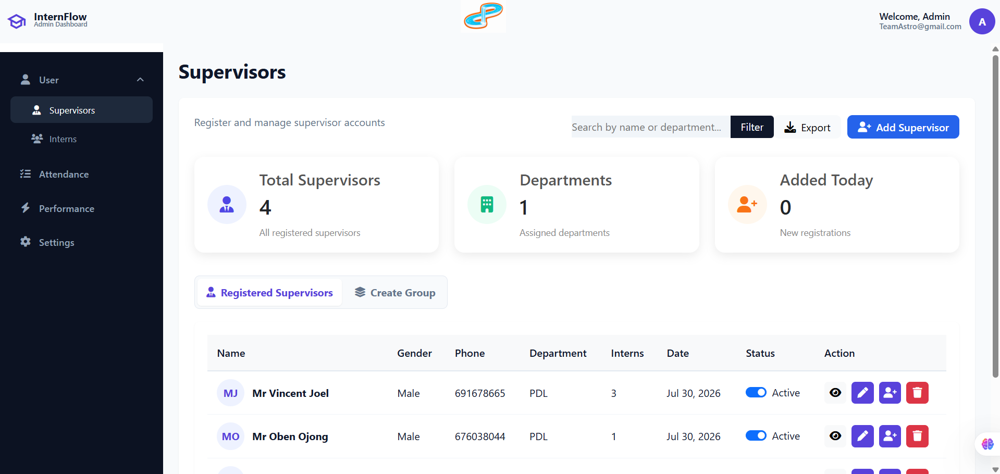 InternFlow
Admin Dashboard
Welcome, Admin
TeamAstro@gmail.com
A
User
Supervisors
Interns
Attendance
Performance
Settings
Supervisors
Register and manage supervisor accounts
Search by name or department...
Filter
Export
Add Supervisor
Total Supervisors
4
All registered supervisors
Departments
1
Assigned departments
Added Today
0
New registrations
Registered Supervisors
Create Group
Name Gender Phone Department Interns Date Status Action
MJ Mr Vincent Joel Male 691678665 PDL 3 Jul 30, 2026 Active
MO Mr Oben Ojong Male 676038044 PDL 1 Jul 30, 2026 Active